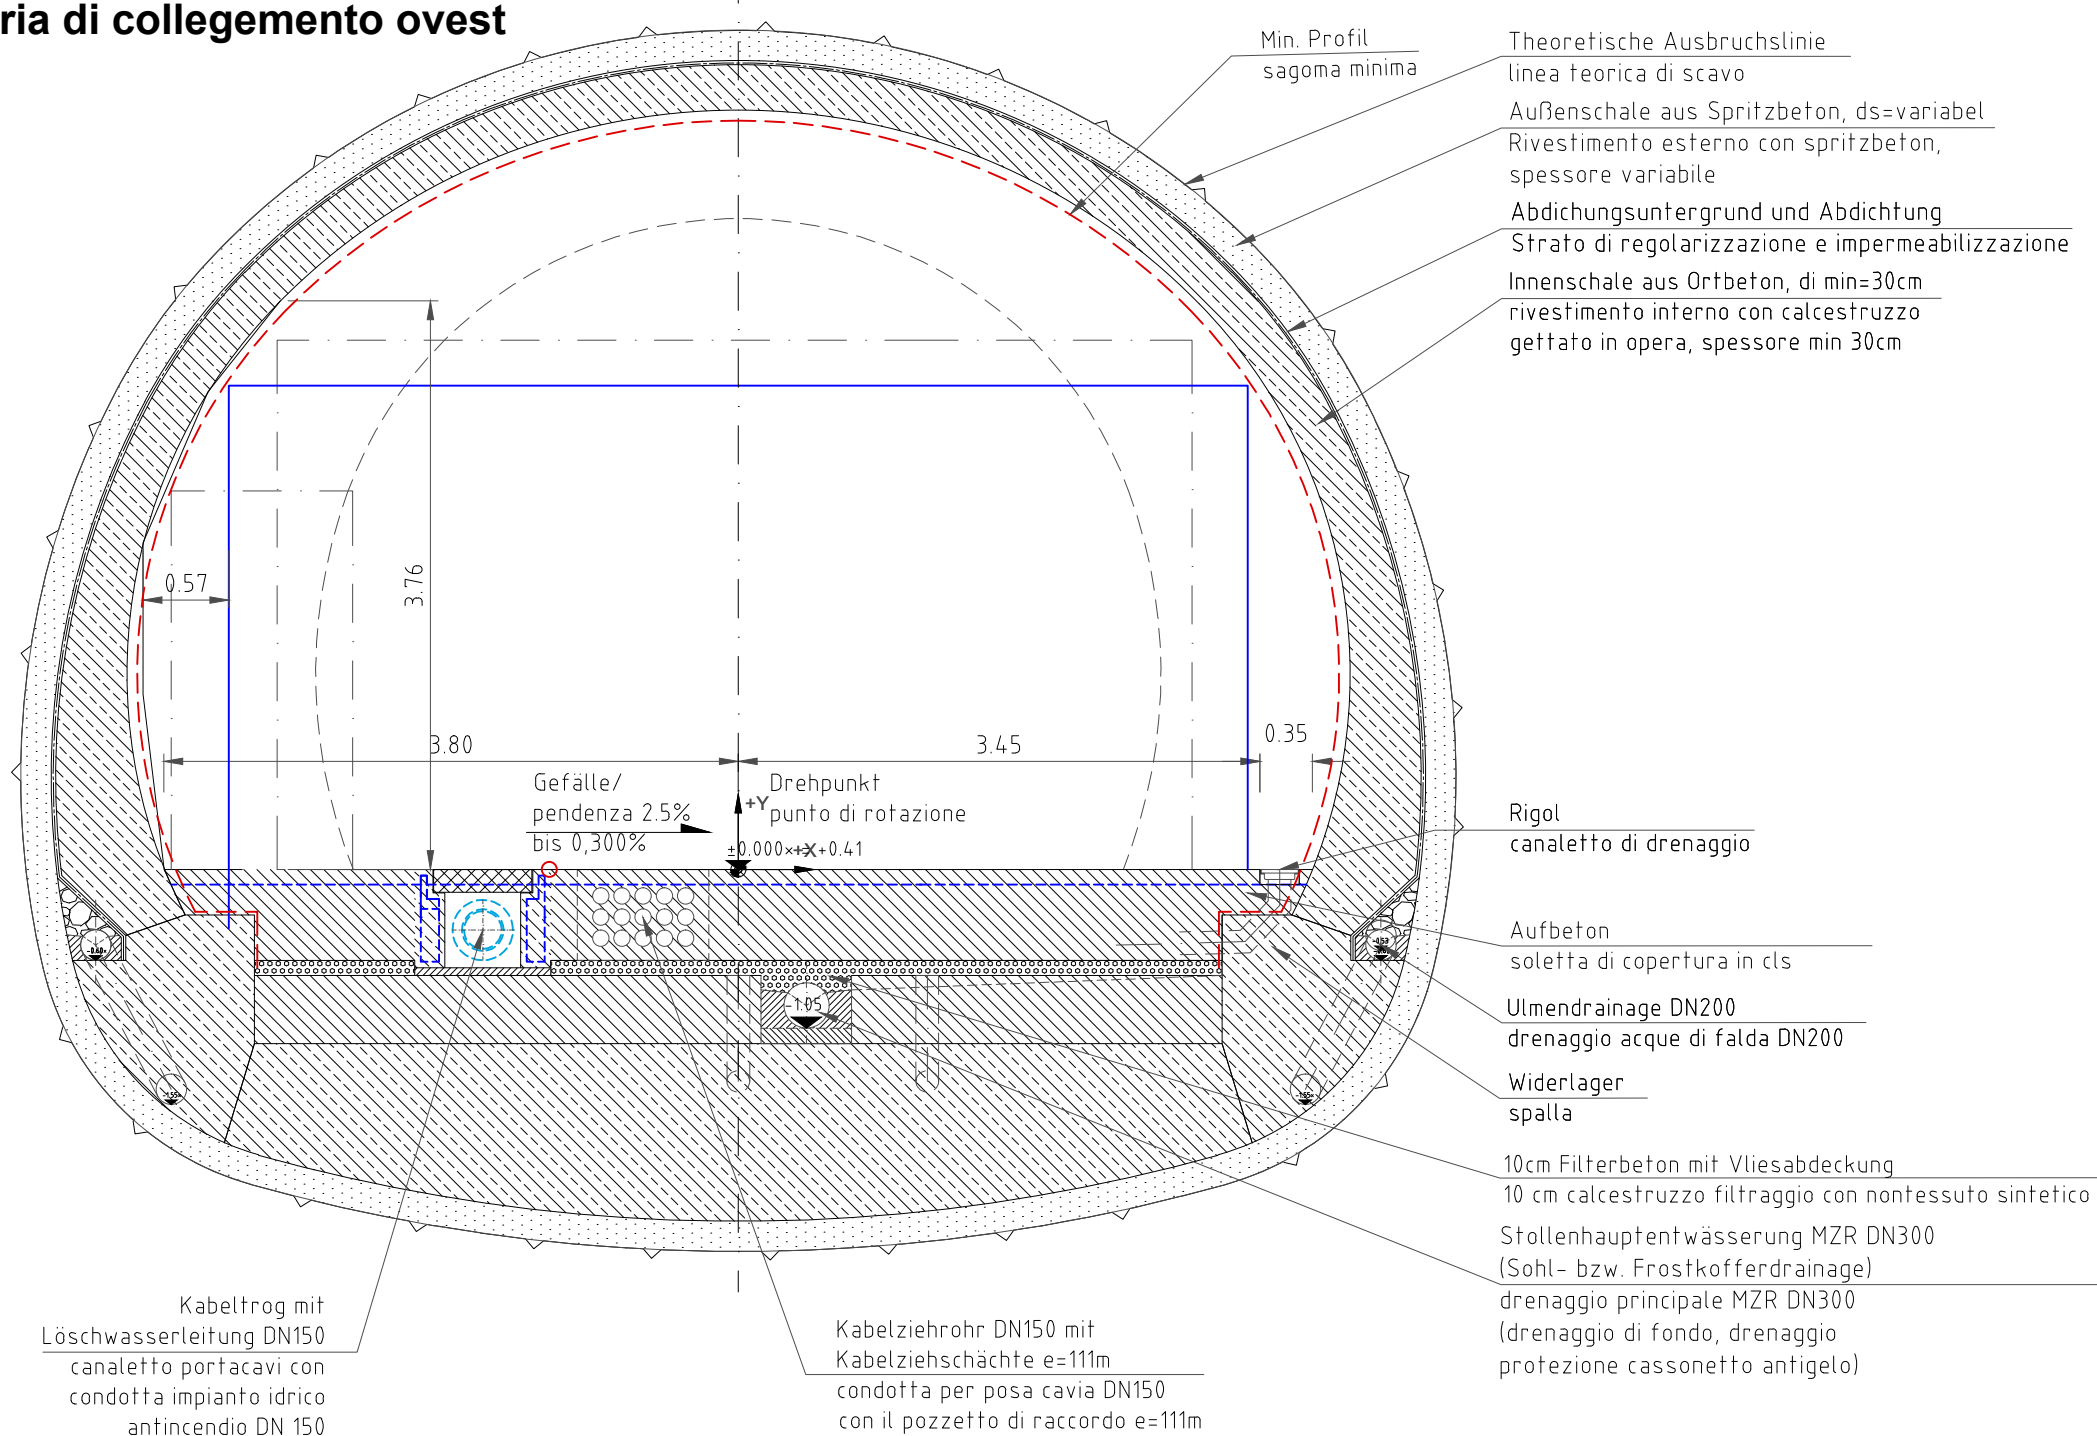 ria di collegemento ovest
Min. Profil
sagoma minima
Theoretische Ausbruchslinie
linea teorica di scavo
Außenschale aus Spritzbeton, ds=variabel
Rivestimento esterno con spritzbeton,
spessore variabile
Abdichungsuntergrund und Abdichtung
Strato di regolarizzazione e impermeabilizzazione
Innenschale aus Ortbeton, di min=30cm
rivestimento interno con calcestruzzo
gettato in opera, spessore min 30cm
0.57
3.76
3.80
3.45
0.35
Gefälle/
pendenza 2.5%
bis 0,300%
Drehpunkt
punto di rotazione
+Y
±0.000
+X
+0.41
Rigol
canaletto di drenaggio
Aufbeton
soletta di copertura in cls
Ulmendrainage DN200
drenaggio acque di falda DN200
Widerlager
spalla
-1.05
10cm Filterbeton mit Vliesabdeckung
10 cm calcestruzzo filtraggio con nontessuto sintetico
Stollenhauptentwässerung MZR DN300
(Sohl- bzw. Frostkofferdrainage)
drenaggio principale MZR DN300
(drenaggio di fondo, drenaggio
protezione cassonetto antigelo)
Kabeltrog mit
Löschwasserleitung DN150
canaletto portacavi con
condotta impianto idrico
antincendio DN 150
Kabelziehrohr DN150 mit
Kabelziehschächte e=111m
condotta per posa cavia DN150
con il pozzetto di raccordo e=111m